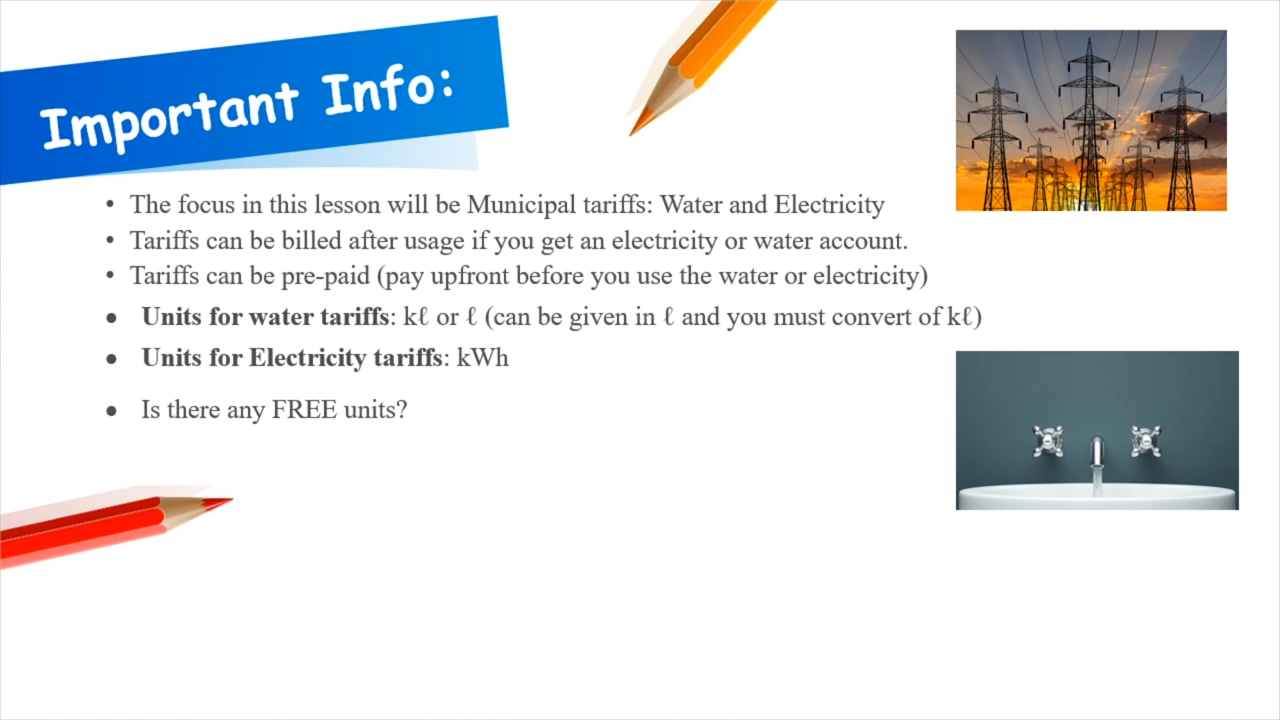 Important Info:
• The focus in this lesson will be Municipal tariffs: Water and Electricity
• Tariffs can be billed after usage if you get an electricity or water account.
• Tariffs can be pre-paid (pay upfront before you use the water or electricity)
● Units for water tariffs: kℓ or ℓ (can be given in ℓ and you must convert of kℓ)
● Units for Electricity tariffs: kWh
● Is there any FREE units?